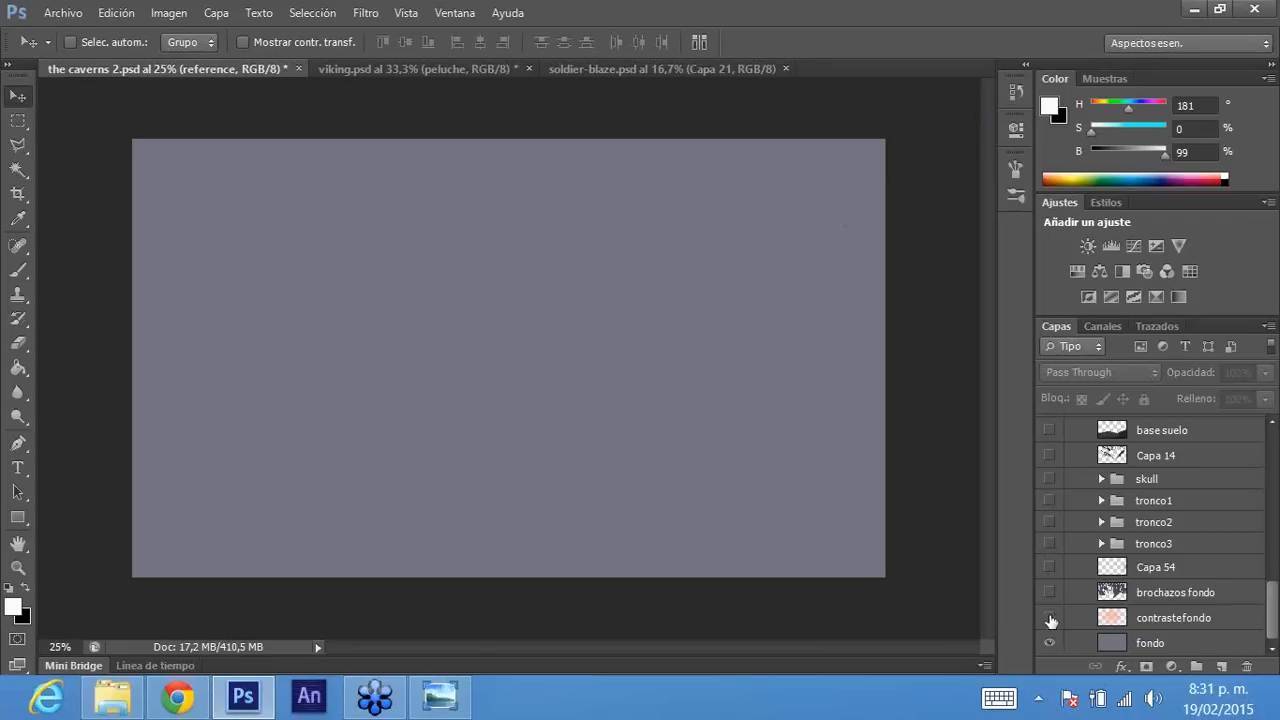 Ps Archivo Edición Imagen Capa Texto Selección Filtro Vista Ventana Ayuda
Selec. autom.: Grupo Mostrar contr. transf. Aspectos esen.
the caverns 2.psd al 25% (reference, RGB/8) * × viking.psd al 33,3% (peluche, RGB/8) * × soldier-blaze.psd al 16,7% (Capa 21, RGB/8) ×
Color Muestras
H 181 °
S 0 %
B 99 %
Ajustes Estilos
Añadir un ajuste
Capas Canales Trazados
Tipo
Pass Through Opacidad: 100%
Bloq.: Relleno: 100%
base suelo
Capa 14
skull
tronco1
tronco2
tronco3
Capa 54
brochazos fondo
contrastefondo
fondo
25% Doc: 17,2 MB/410,5 MB
Mini Bridge Línea de tiempo
Ps An
8:31 p. m.
19/02/2015